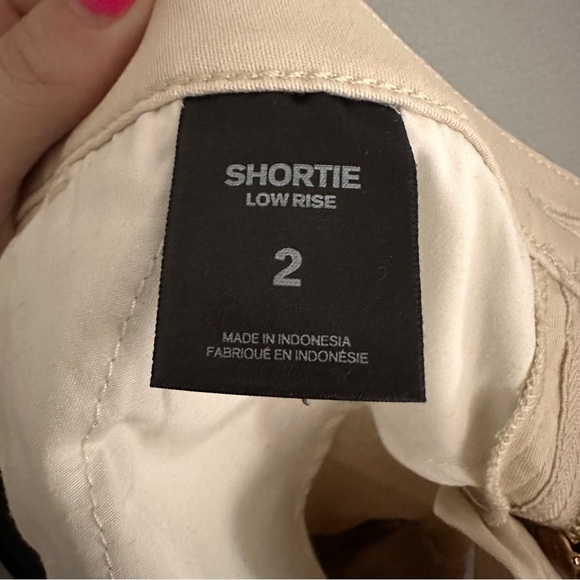 SHORTIE
LOW RISE
2
MADE IN INDONESIA
FABRIQUÉ EN INDONÉSIE